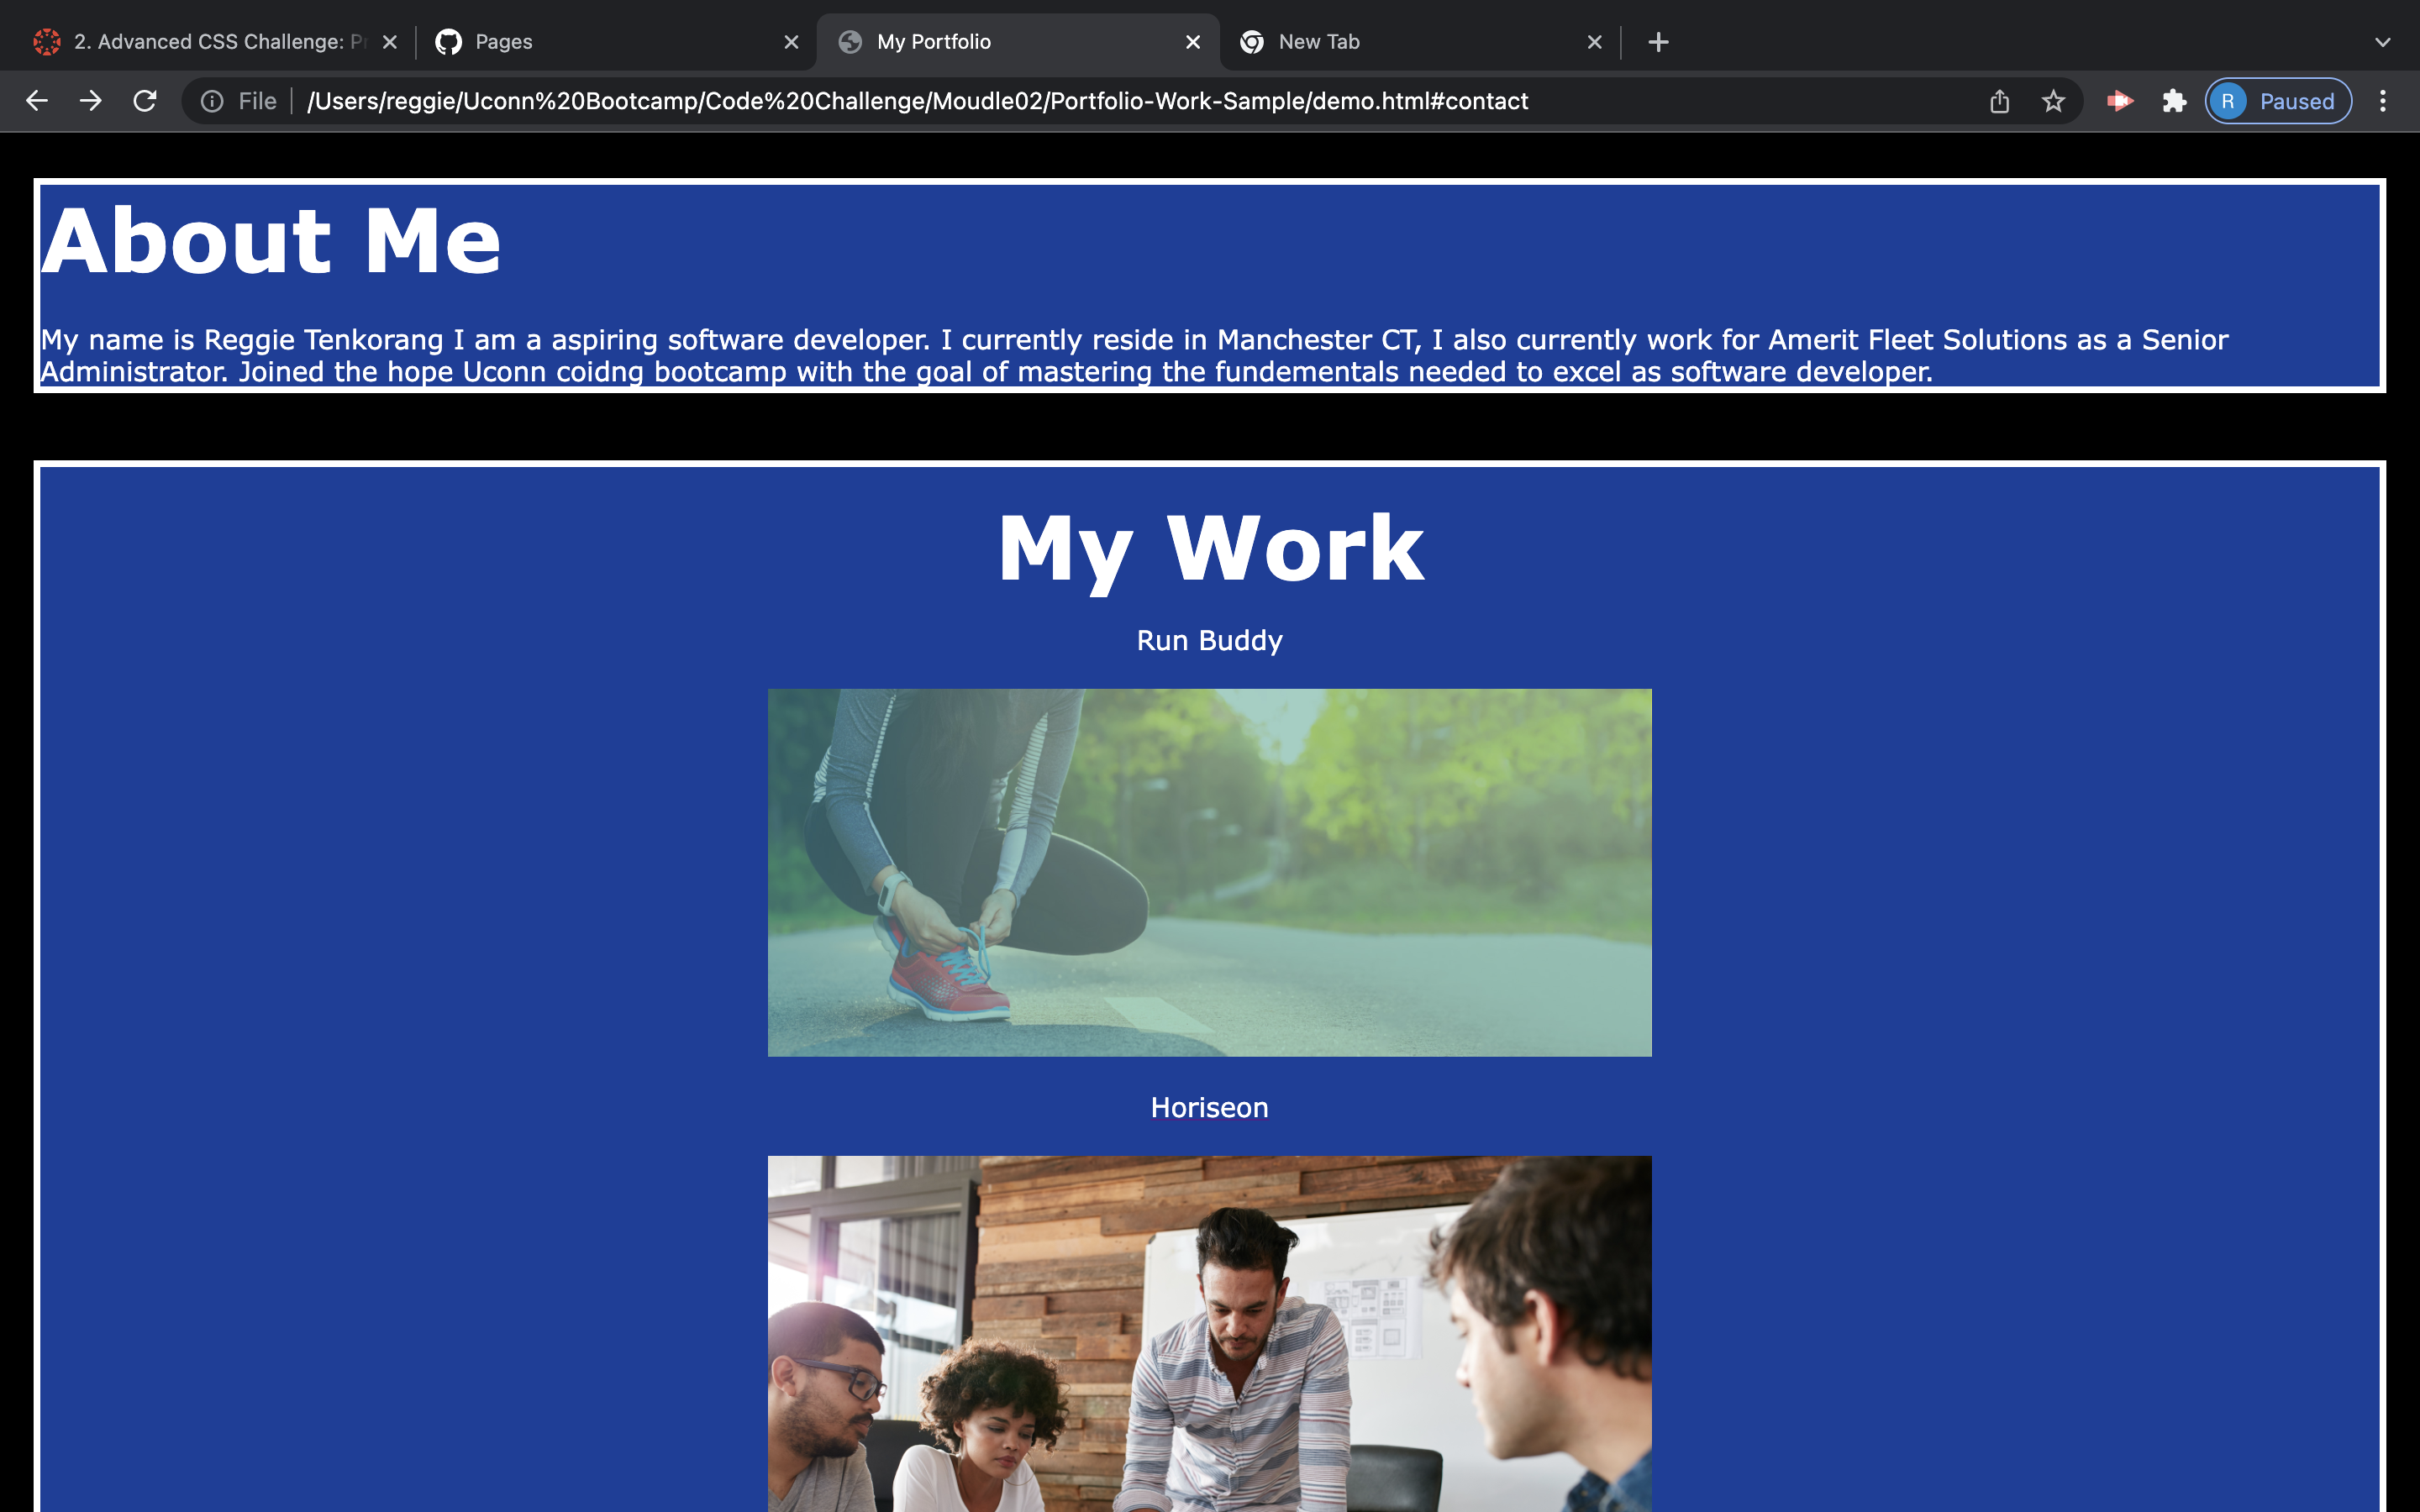 2. Advanced CSS Challenge: Pr
Pages
My Portfolio
New Tab
File
/Users/reggie/Uconn%20Bootcamp/Code%20Challenge/Moudle02/Portfolio-Work-Sample/demo.html#contact
R
Paused
About Me
My name is Reggie Tenkorang I am a aspiring software developer. I currently reside in Manchester CT, I also currently work for Amerit Fleet Solutions as a Senior
Administrator. Joined the hope Uconn coidng bootcamp with the goal of mastering the fundementals needed to excel as software developer.
My Work
Run Buddy
Horiseon